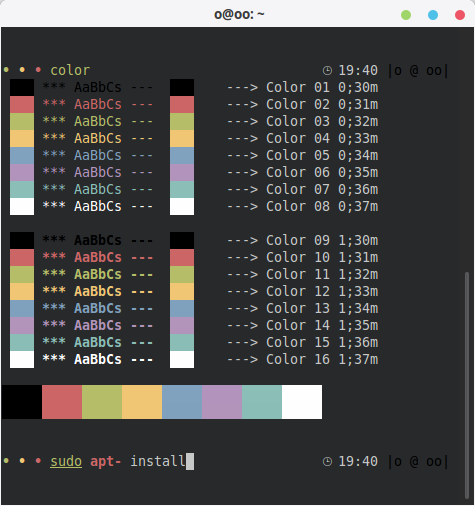 o@oo: ~
• • • color 19:40 |o @ oo|
*** AaBbCs --- ---> Color 01 0;30m
*** AaBbCs --- ---> Color 02 0;31m
*** AaBbCs --- ---> Color 03 0;32m
*** AaBbCs --- ---> Color 04 0;33m
*** AaBbCs --- ---> Color 05 0;34m
*** AaBbCs --- ---> Color 06 0;35m
*** AaBbCs --- ---> Color 07 0;36m
*** AaBbCs --- ---> Color 08 0;37m
*** AaBbCs --- ---> Color 09 1;30m
*** AaBbCs --- ---> Color 10 1;31m
*** AaBbCs --- ---> Color 11 1;32m
*** AaBbCs --- ---> Color 12 1;33m
*** AaBbCs --- ---> Color 13 1;34m
*** AaBbCs --- ---> Color 14 1;35m
*** AaBbCs --- ---> Color 15 1;36m
*** AaBbCs --- ---> Color 16 1;37m
• • • sudo apt- install 19:40 |o @ oo|